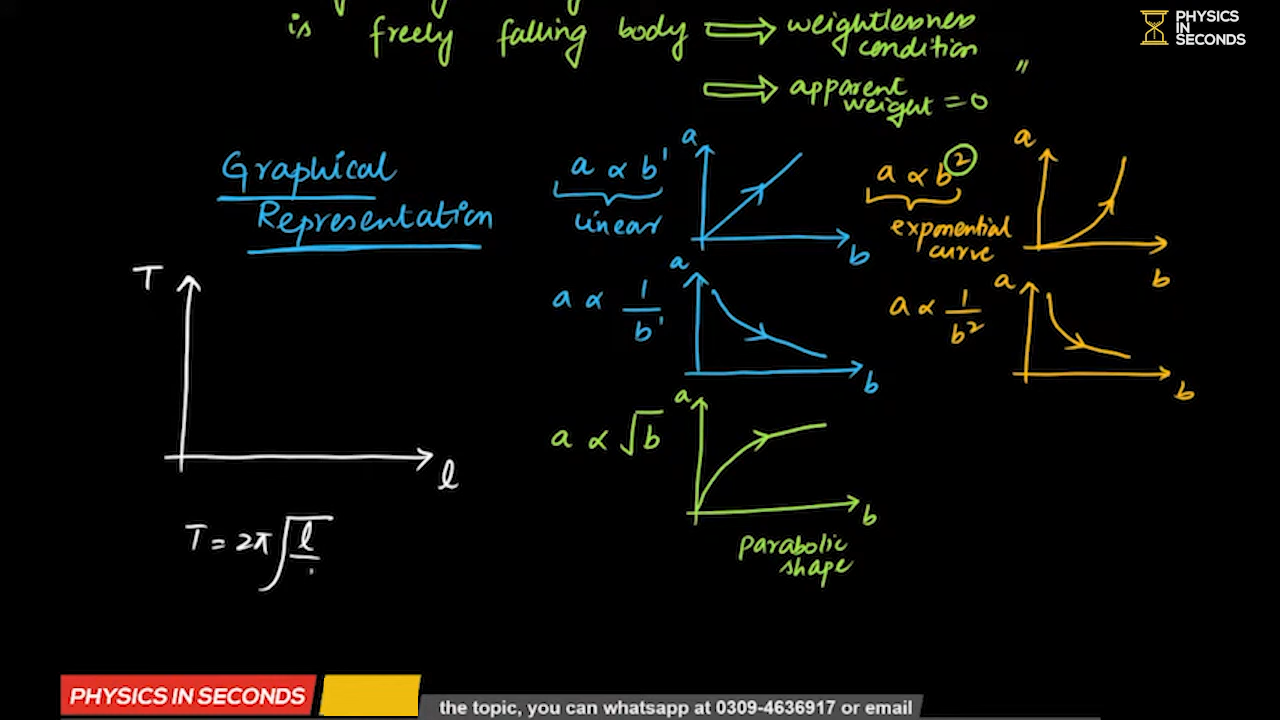 is freely falling body ⟹ weightlessness
condition
⟹ apparent
weight = 0 "
PHYSICS
IN
SECONDS
Graphical
Representation
a ∝ b¹
linear
a
b
a ∝ b²
exponential
curve
a
b
a ∝ 1/b¹
a
b
a ∝ 1/b²
a
b
a ∝ √b
a
b
parabolic
shape
T
l
T = 2π√l
PHYSICS IN SECONDS
the topic, you can whatsapp at 0309-4636917 or email